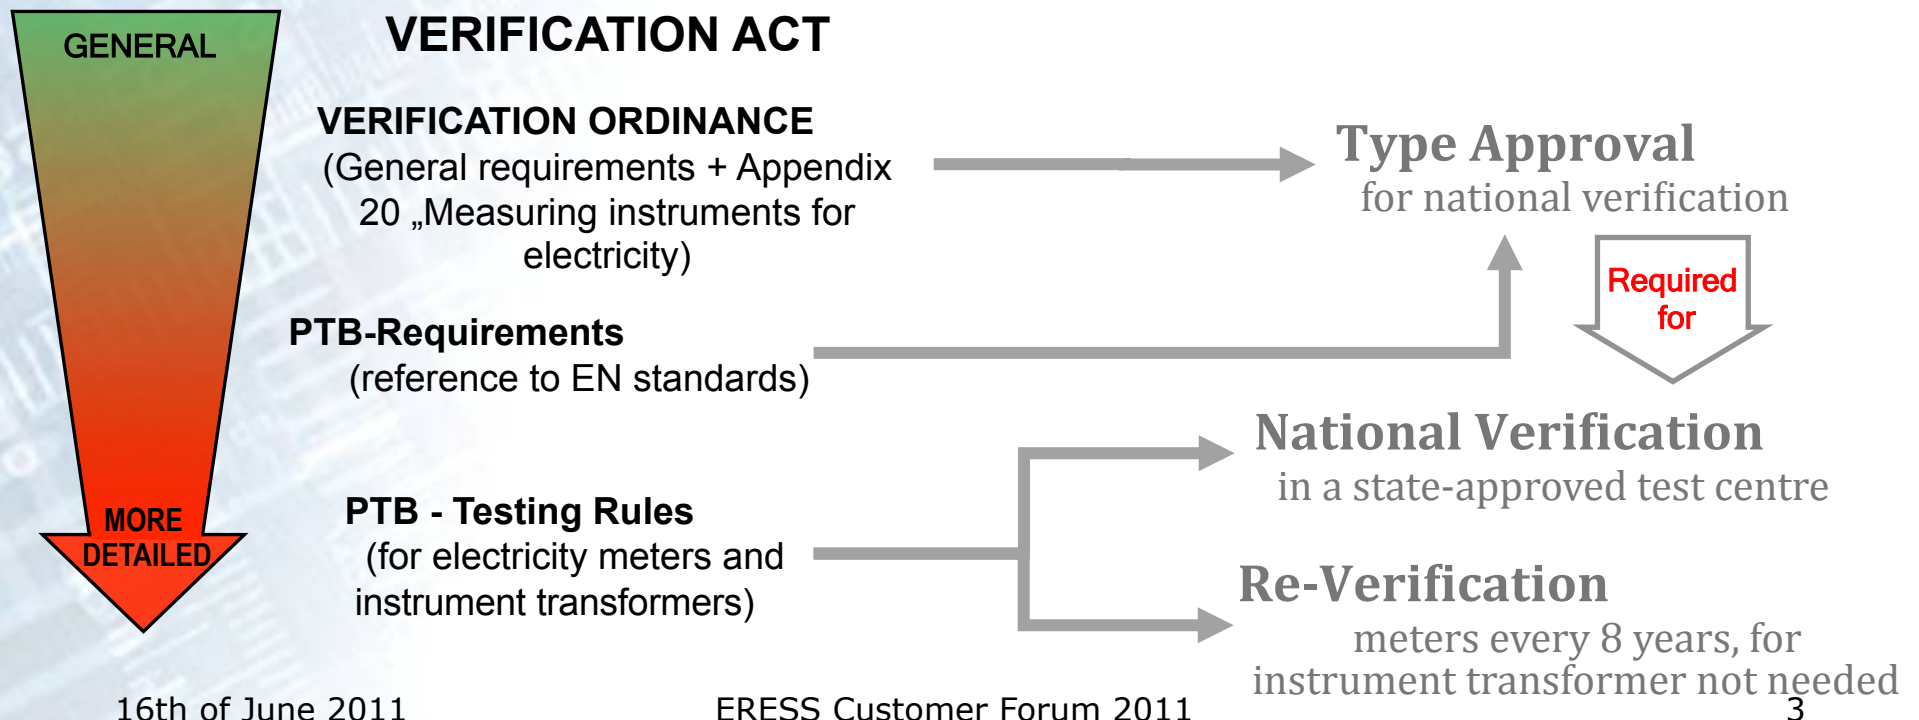 GENERAL
VERIFICATION ACT
VERIFICATION ORDINANCE
(General requirements + Appendix
20 „Measuring instruments for
electricity)
Type Approval
for national verification
Required
for
PTB-Requirements
(reference to EN standards)
National Verification
in a state-approved test centre
MORE
DETAILED
PTB - Testing Rules
(for electricity meters and
instrument transformers)
Re-Verification
meters every 8 years, for
instrument transformer not needed
16th of June 2011
ERESS Customer Forum 2011
3